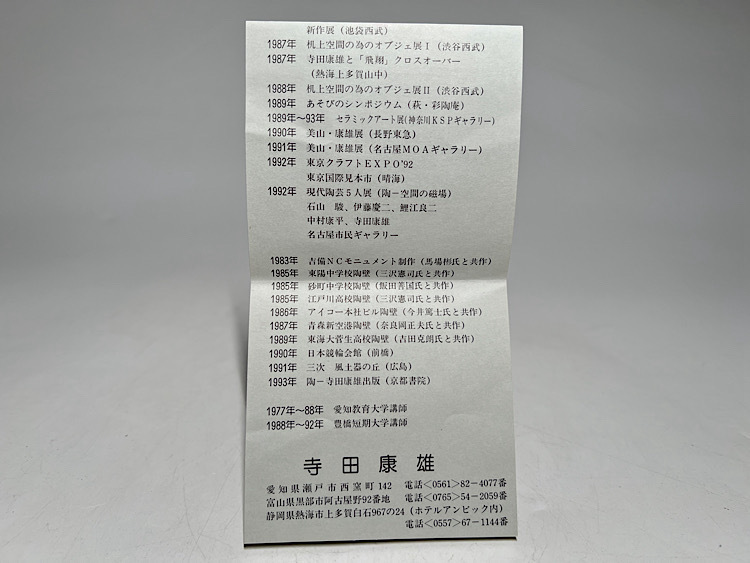 新作展（池袋西武）
1987年 机上空間の為のオブジェ展Ⅰ（渋谷西武）
1987年 寺田康雄と「飛翔」クロスオーバー
（熱海上多賀山中）
1988年 机上空間の為のオブジェ展Ⅱ（渋谷西武）
1989年 あそびのシンポジウム（萩・彩陶庵）
1989年〜93年 セラミックアート展（神奈川KSPギャラリー）
1990年 美山・康雄展（長野東急）
1991年 美山・康雄展（名古屋MOAギャラリー）
1992年 東京クラフトEXPO'92
東京国際見本市（晴海）
1992年 現代陶芸5人展（陶－空間の磁場）
石山 駿、伊藤慶二、鯉江良二
中村康平、寺田康雄
名古屋市民ギャラリー
1983年 吉備NCモニュメント制作（馬場彬氏と共作）
1985年 東陽中学校陶壁（三沢憲司氏と共作）
1985年 砂町中学校陶壁（飯田善国氏と共作）
1985年 江戸川高校陶壁（三沢憲司氏と共作）
1986年 アイコー本社ビル陶壁（今井篤士氏と共作）
1987年 青森新空港陶壁（奈良岡正夫氏と共作）
1989年 東海大菅生高校陶壁（吉田克朗氏と共作）
1990年 日本競輪会館（前橋）
1991年 三次 風土器の丘（広島）
1993年 陶－寺田康雄出版（京都書院）
1977年〜88年 愛知教育大学講師
1988年〜92年 豊橋短期大学講師
寺田康雄
愛知県瀬戸市西窯町142 電話<0561>82－4077番
富山県黒部市阿古屋野92番地 電話<0765>54－2059番
静岡県熱海市上多賀白石967の24（ホテルアンビック内）
電話<0557>67－1144番